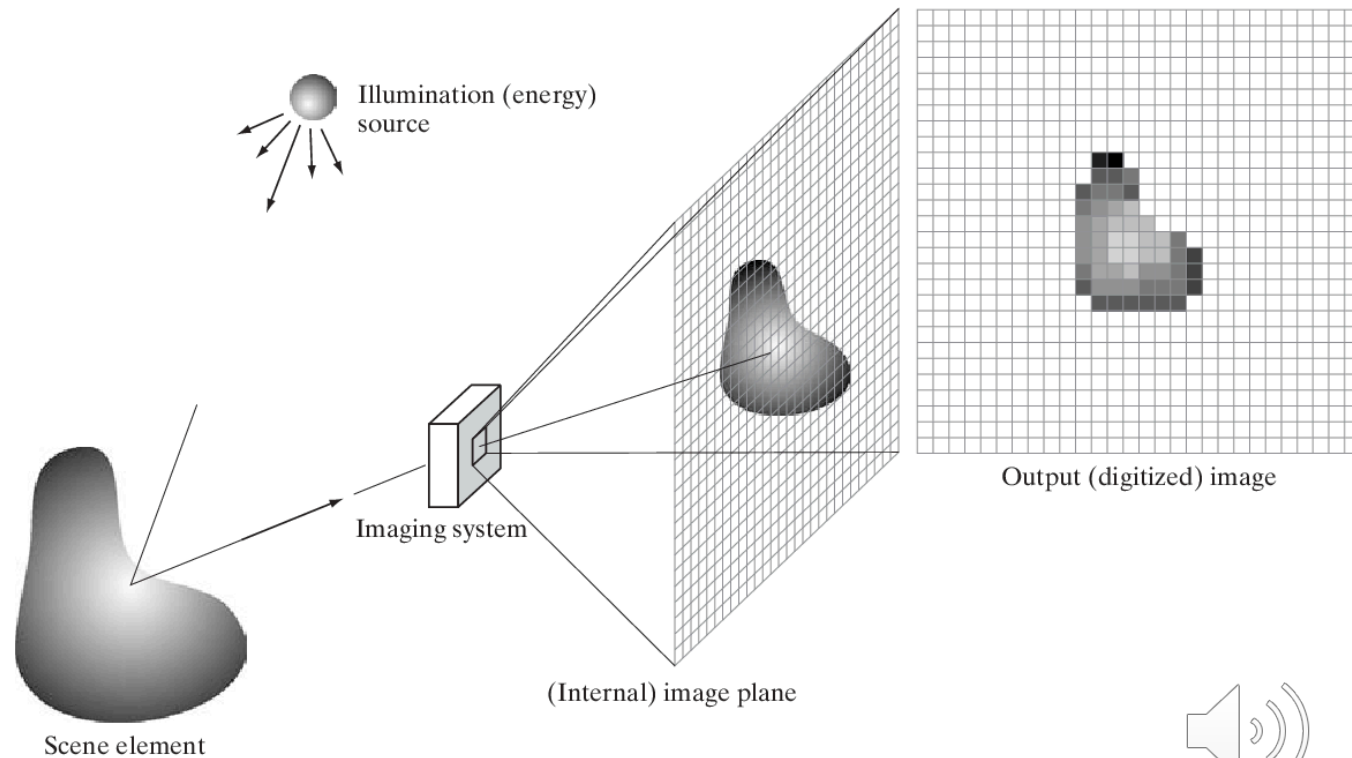 Illumination (energy)
source
Output (digitized) image
Imaging system
(Internal) image plane
Scene element